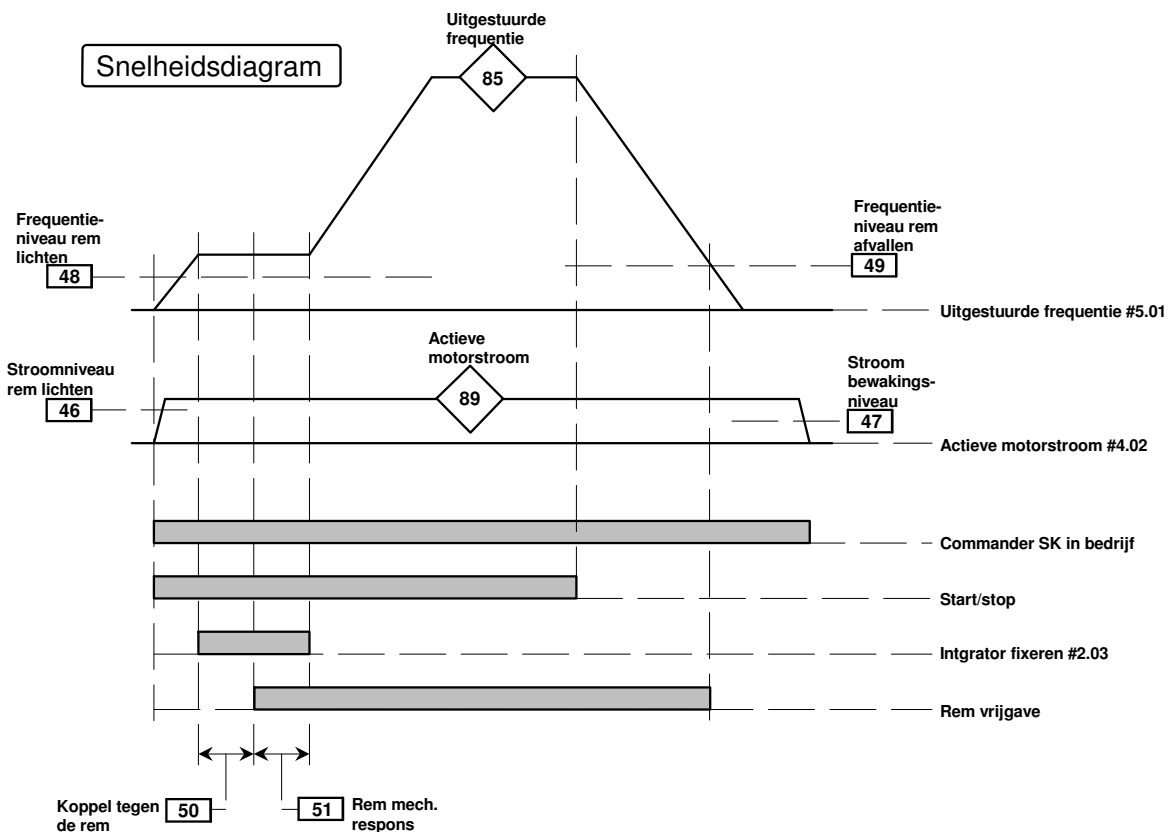 Uitgestuurde
frequentie
Snelheidsdiagram
85
Frequentie-
niveau rem
lichten
48
Frequentie-
niveau rem
afvallen
49
Uitgestuurde frequentie #5.01
Actieve
motorstroom
89
Stroomniveau
rem lichten
46
Stroom
bewakings-
niveau
47
Actieve motorstroom #4.02
Commander SK in bedrijf
Start/stop
Intgrator fixeren #2.03
Rem vrijgave
Koppel tegen
de rem
50
51
Rem mech.
respons